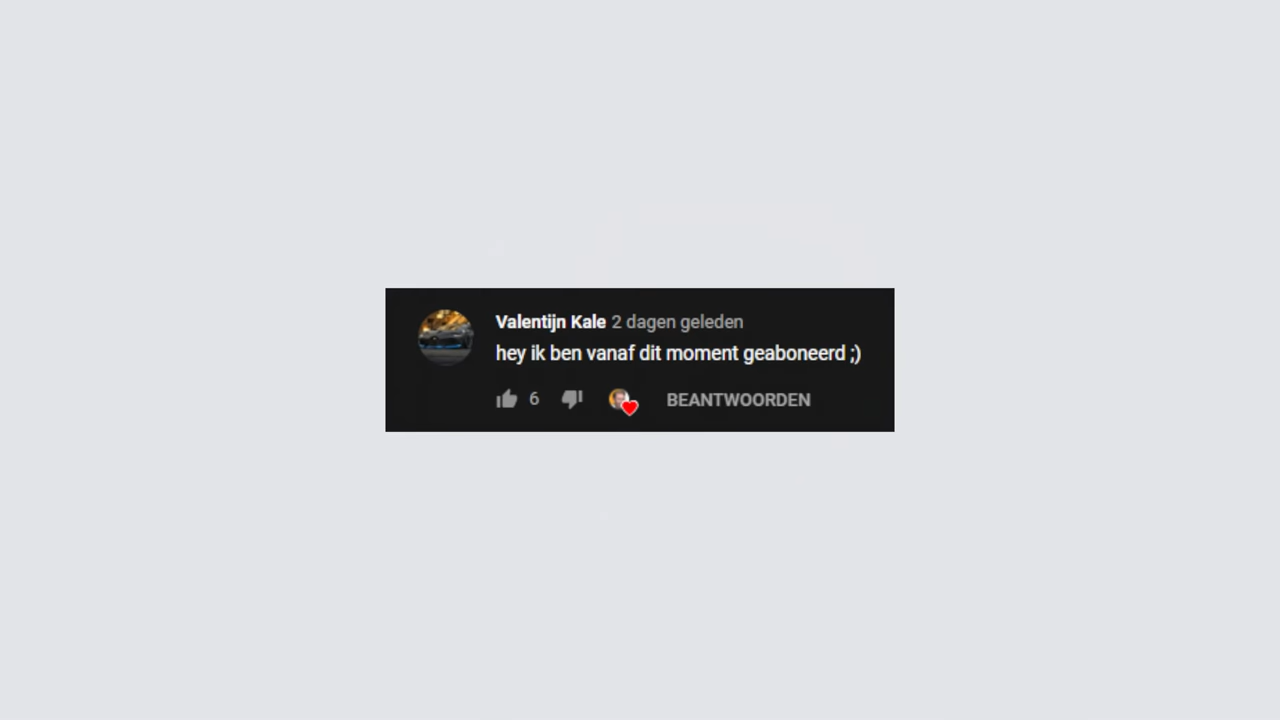 Valentijn Kale 2 dagen geleden
hey ik ben vanaf dit moment geaboneerd ;)
6 BEANTWOORDEN